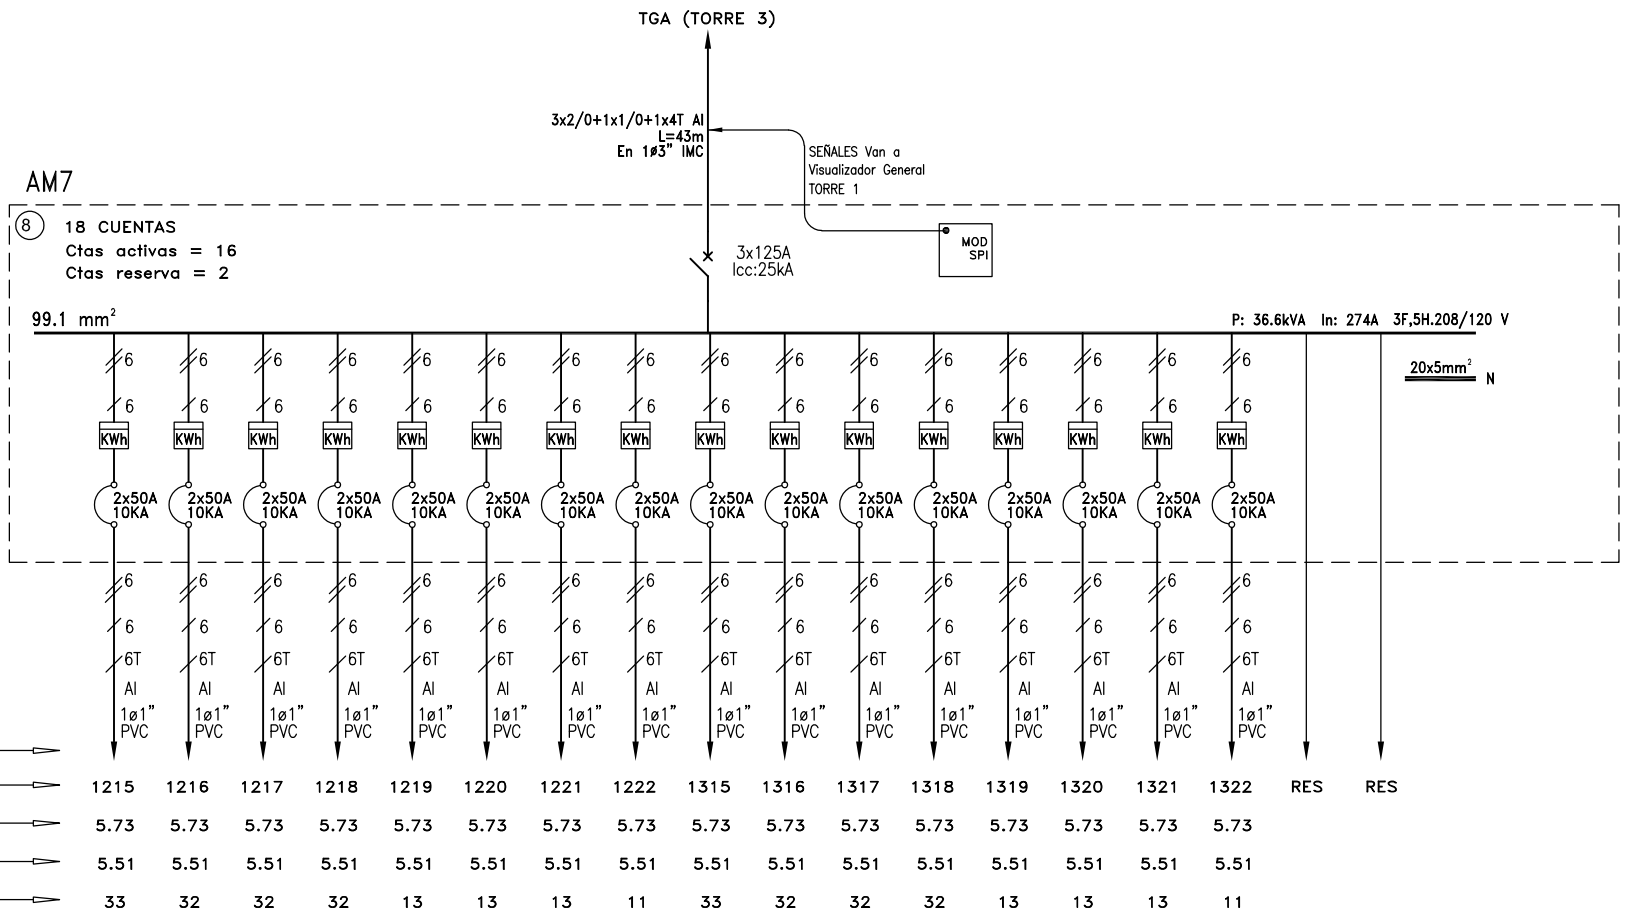 TGA (TORRE 3)
3x2/0+1x1/0+1x4T Al
L=43m
En 1ø3" IMC
SEÑALES Van a
Visualizador General
TORRE 1
AM7
8
18 CUENTAS
Ctas activas = 16
Ctas reserva = 2
3x125A
Icc:25kA
MOD
SPI
99.1 mm²
P: 36.6kVA In: 274A 3F,5H.208/120 V
20x5mm² N
6 6 6 6 6 6 6 6 6 6 6 6 6 6 6 6
6 6 6 6 6 6 6 6 6 6 6 6 6 6 6 6
KWh KWh KWh KWh KWh KWh KWh KWh KWh KWh KWh KWh KWh KWh KWh KWh
2x50A 2x50A 2x50A 2x50A 2x50A 2x50A 2x50A 2x50A 2x50A 2x50A 2x50A 2x50A 2x50A 2x50A 2x50A 2x50A
10KA 10KA 10KA 10KA 10KA 10KA 10KA 10KA 10KA 10KA 10KA 10KA 10KA 10KA 10KA 10KA
6 6 6 6 6 6 6 6 6 6 6 6 6 6 6 6
6 6 6 6 6 6 6 6 6 6 6 6 6 6 6 6
6T 6T 6T 6T 6T 6T 6T 6T 6T 6T 6T 6T 6T 6T 6T 6T
Al Al Al Al Al Al Al Al Al Al Al Al Al Al Al Al
1ø1" 1ø1" 1ø1" 1ø1" 1ø1" 1ø1" 1ø1" 1ø1" 1ø1" 1ø1" 1ø1" 1ø1" 1ø1" 1ø1" 1ø1" 1ø1"
PVC PVC PVC PVC PVC PVC PVC PVC PVC PVC PVC PVC PVC PVC PVC PVC
1215 1216 1217 1218 1219 1220 1221 1222 1315 1316 1317 1318 1319 1320 1321 1322 RES RES
5.73 5.73 5.73 5.73 5.73 5.73 5.73 5.73 5.73 5.73 5.73 5.73 5.73 5.73 5.73 5.73
5.51 5.51 5.51 5.51 5.51 5.51 5.51 5.51 5.51 5.51 5.51 5.51 5.51 5.51 5.51 5.51
33 32 32 32 13 13 13 11 33 32 32 32 13 13 13 11